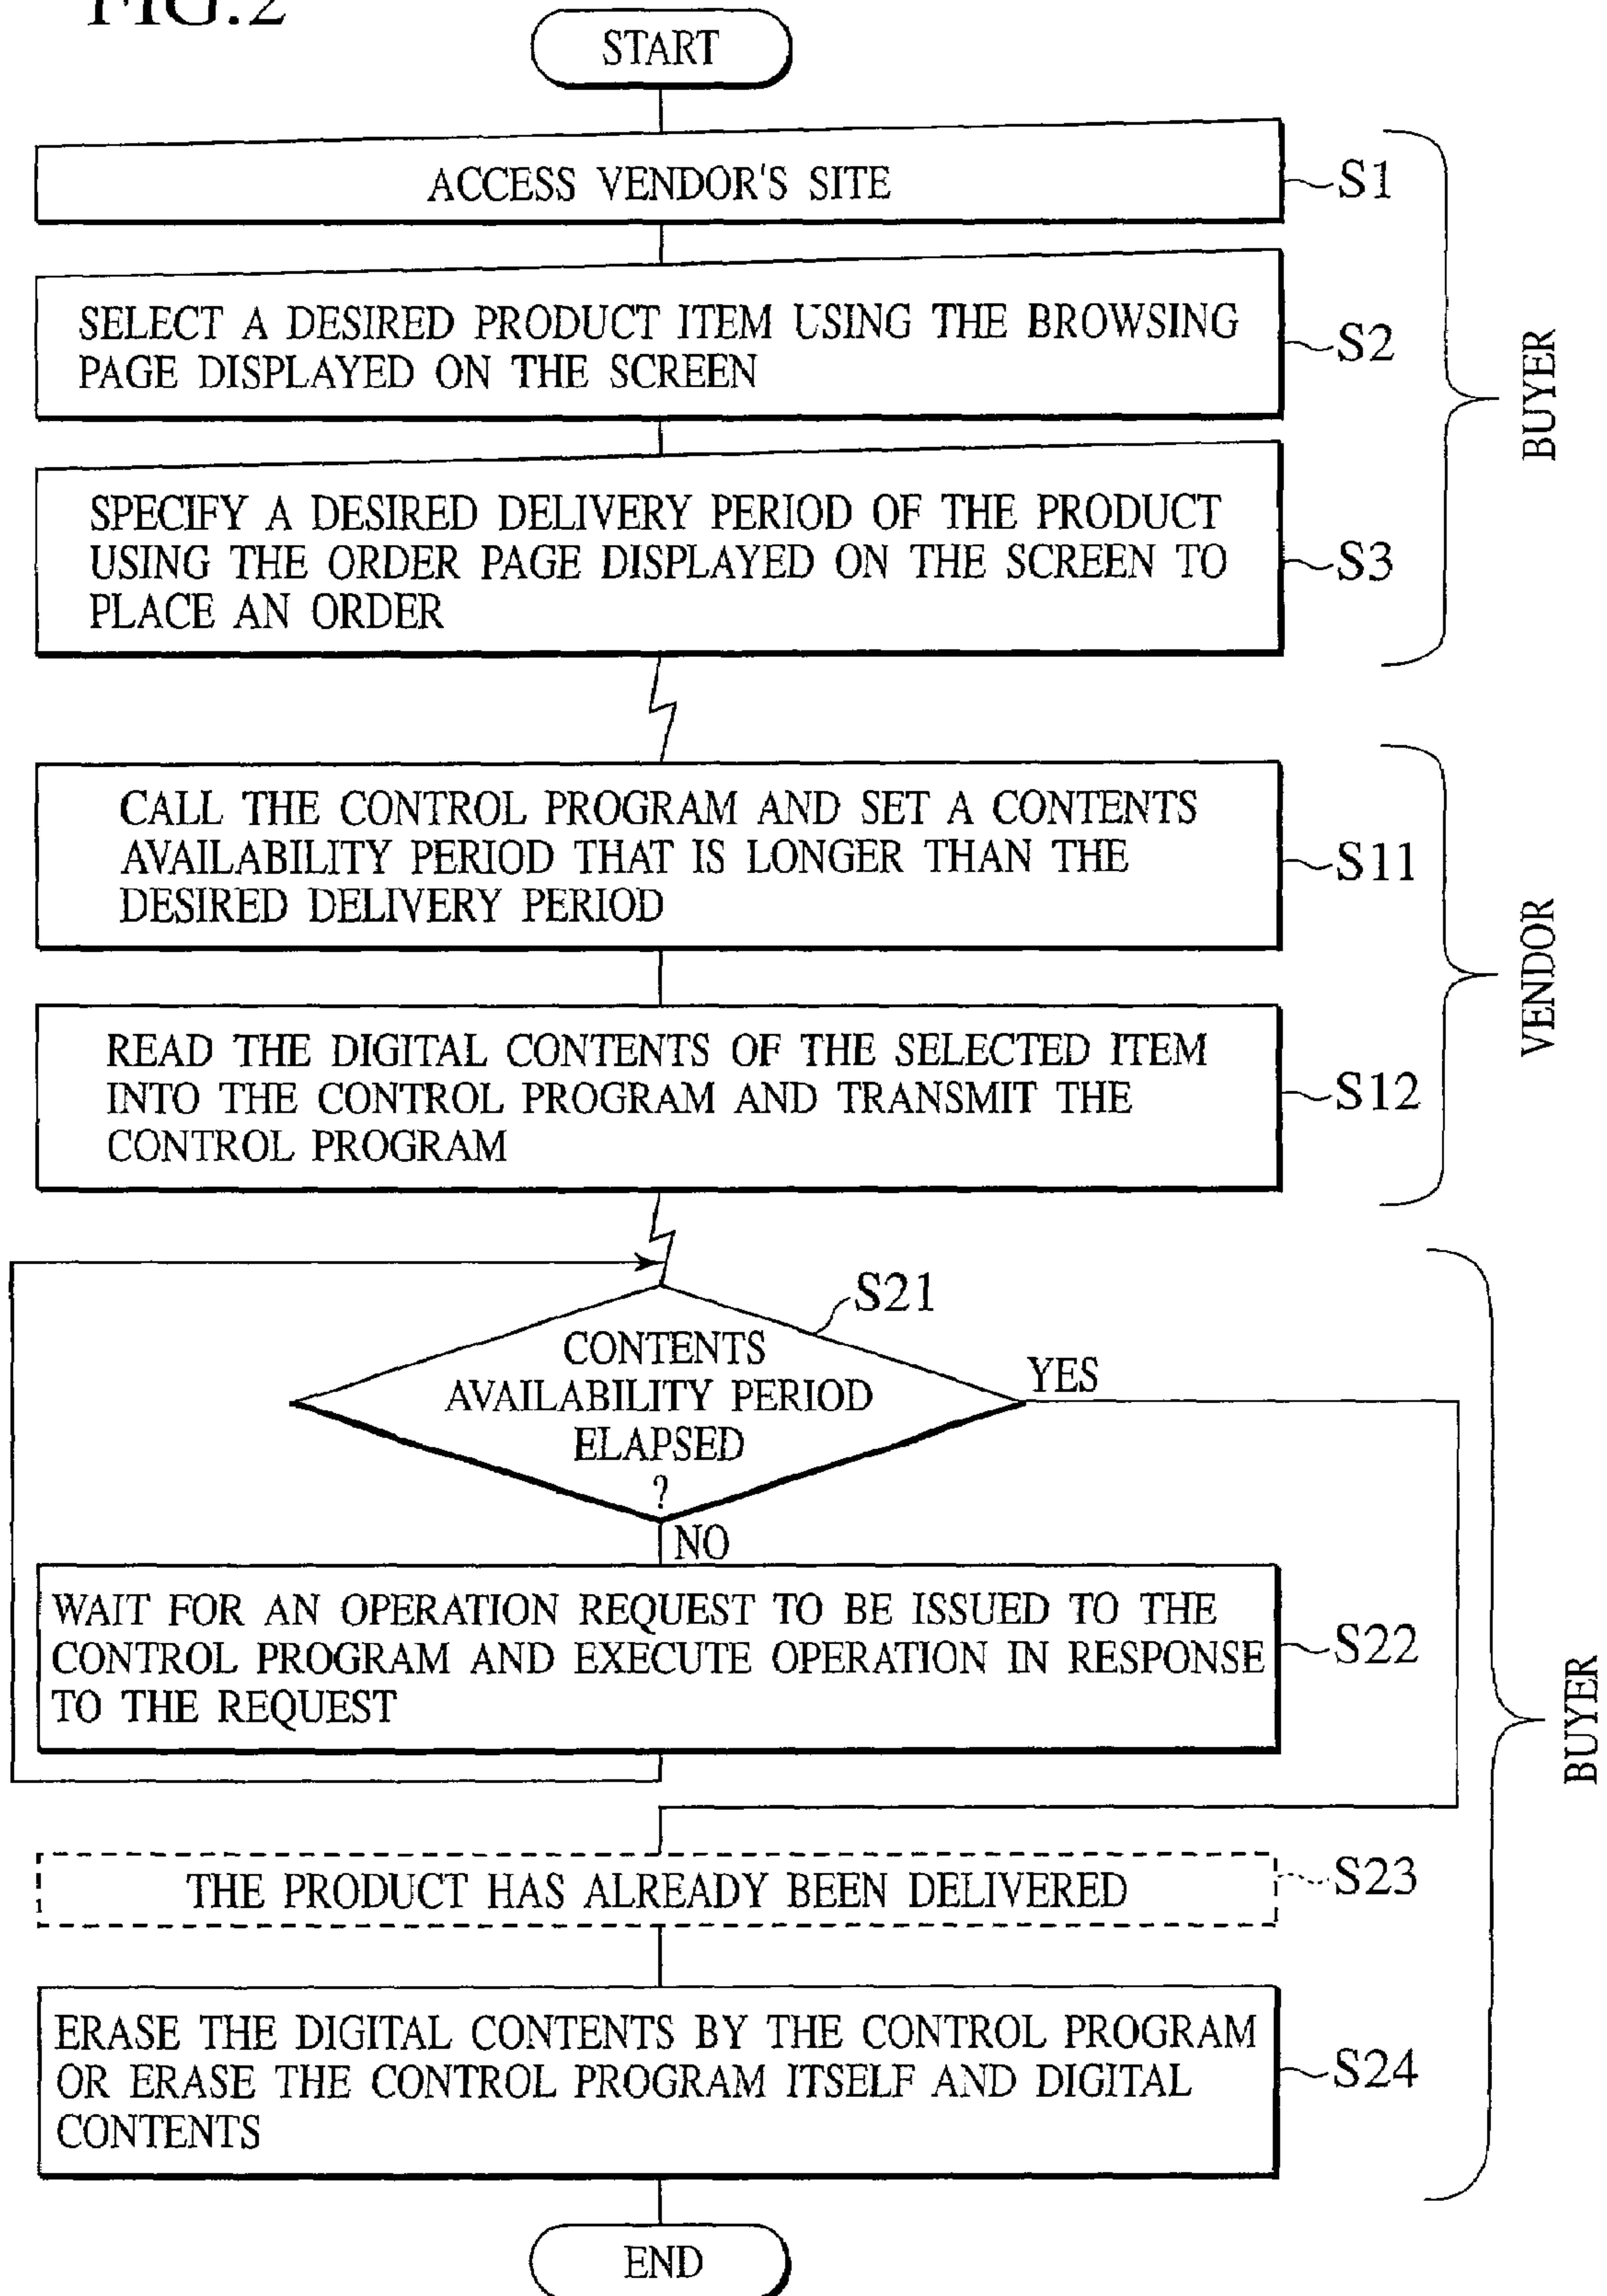 FIG.2
START
ACCESS VENDOR'S SITE
S1
SELECT A DESIRED PRODUCT ITEM USING THE BROWSING
PAGE DISPLAYED ON THE SCREEN
S2
SPECIFY A DESIRED DELIVERY PERIOD OF THE PRODUCT
USING THE ORDER PAGE DISPLAYED ON THE SCREEN TO
PLACE AN ORDER
S3
BUYER
CALL THE CONTROL PROGRAM AND SET A CONTENTS
AVAILABILITY PERIOD THAT IS LONGER THAN THE
DESIRED DELIVERY PERIOD
S11
READ THE DIGITAL CONTENTS OF THE SELECTED ITEM
INTO THE CONTROL PROGRAM AND TRANSMIT THE
CONTROL PROGRAM
S12
VENDOR
S21
CONTENTS
AVAILABILITY PERIOD
ELAPSED
?
YES
NO
WAIT FOR AN OPERATION REQUEST TO BE ISSUED TO THE
CONTROL PROGRAM AND EXECUTE OPERATION IN RESPONSE
TO THE REQUEST
S22
THE PRODUCT HAS ALREADY BEEN DELIVERED
S23
ERASE THE DIGITAL CONTENTS BY THE CONTROL PROGRAM
OR ERASE THE CONTROL PROGRAM ITSELF AND DIGITAL
CONTENTS
S24
BUYER
END